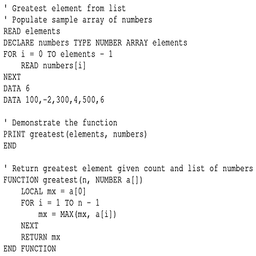 ' Greatest element from list
' Populate sample array of numbers
READ elements
DECLARE numbers TYPE NUMBER ARRAY elements
FOR i = 0 TO elements - 1
    READ numbers[i]
NEXT
DATA 6
DATA 100,-2,300,4,500,6

' Demonstrate the function
PRINT greatest(elements, numbers)
END

' Return greatest element given count and list of numbers
FUNCTION greatest(n, NUMBER a[])
    LOCAL mx = a[0]
    FOR i = 1 TO n - 1
        mx = MAX(mx, a[i])
    NEXT
    RETURN mx
END FUNCTION